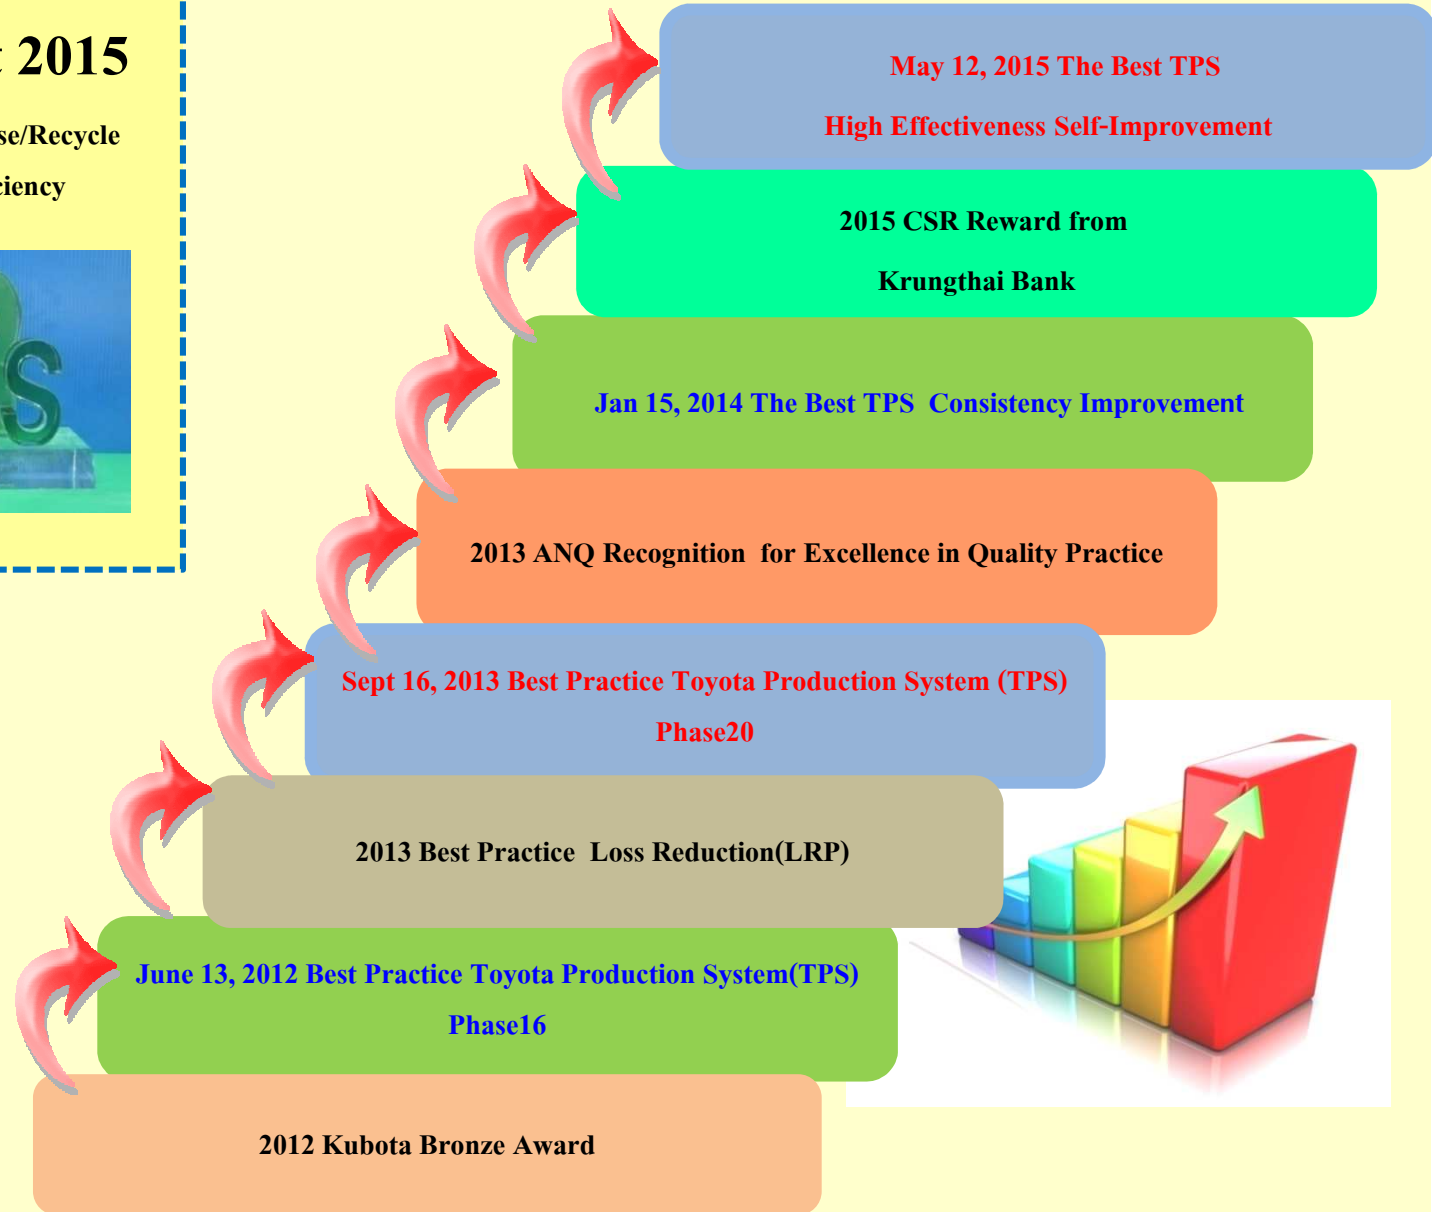 t 2015
se/Recycle
ciency
S
May 12, 2015 The Best TPS
High Effectiveness Self-Improvement
2015 CSR Reward from
Krungthai Bank
Jan 15, 2014 The Best TPS  Consistency Improvement
2013 ANQ Recognition  for Excellence in Quality Practice
Sept 16, 2013 Best Practice Toyota Production System (TPS)
Phase20
2013 Best Practice  Loss Reduction(LRP)
June 13, 2012 Best Practice Toyota Production System(TPS)
Phase16
2012 Kubota Bronze Award